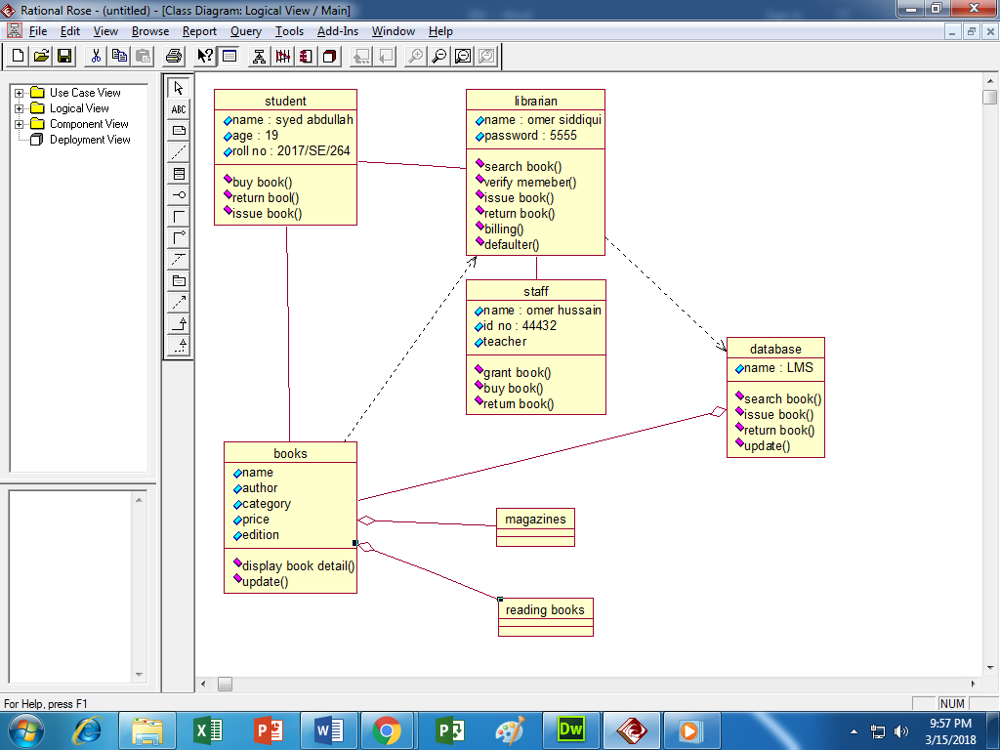 Rational Rose - (untitled) - [Class Diagram: Logical View / Main]
File Edit View Browse Report Query Tools Add-Ins Window Help
Use Case View
Logical View
Component View
Deployment View
ABC
student
name : syed abdullah
age : 19
roll no : 2017/SE/264
buy book()
return bool()
issue book()
librarian
name : omer siddiqui
password : 5555
search book()
verify memeber()
issue book()
return book()
billing()
defaulter()
staff
name : omer hussain
id no : 44432
teacher
grant book()
buy book()
return book()
database
name : LMS
search book()
issue book()
return book()
update()
books
name
author
category
price
edition
display book detail()
update()
magazines
reading books
For Help, press F1
NUM
Dw
9:57 PM
3/15/2018